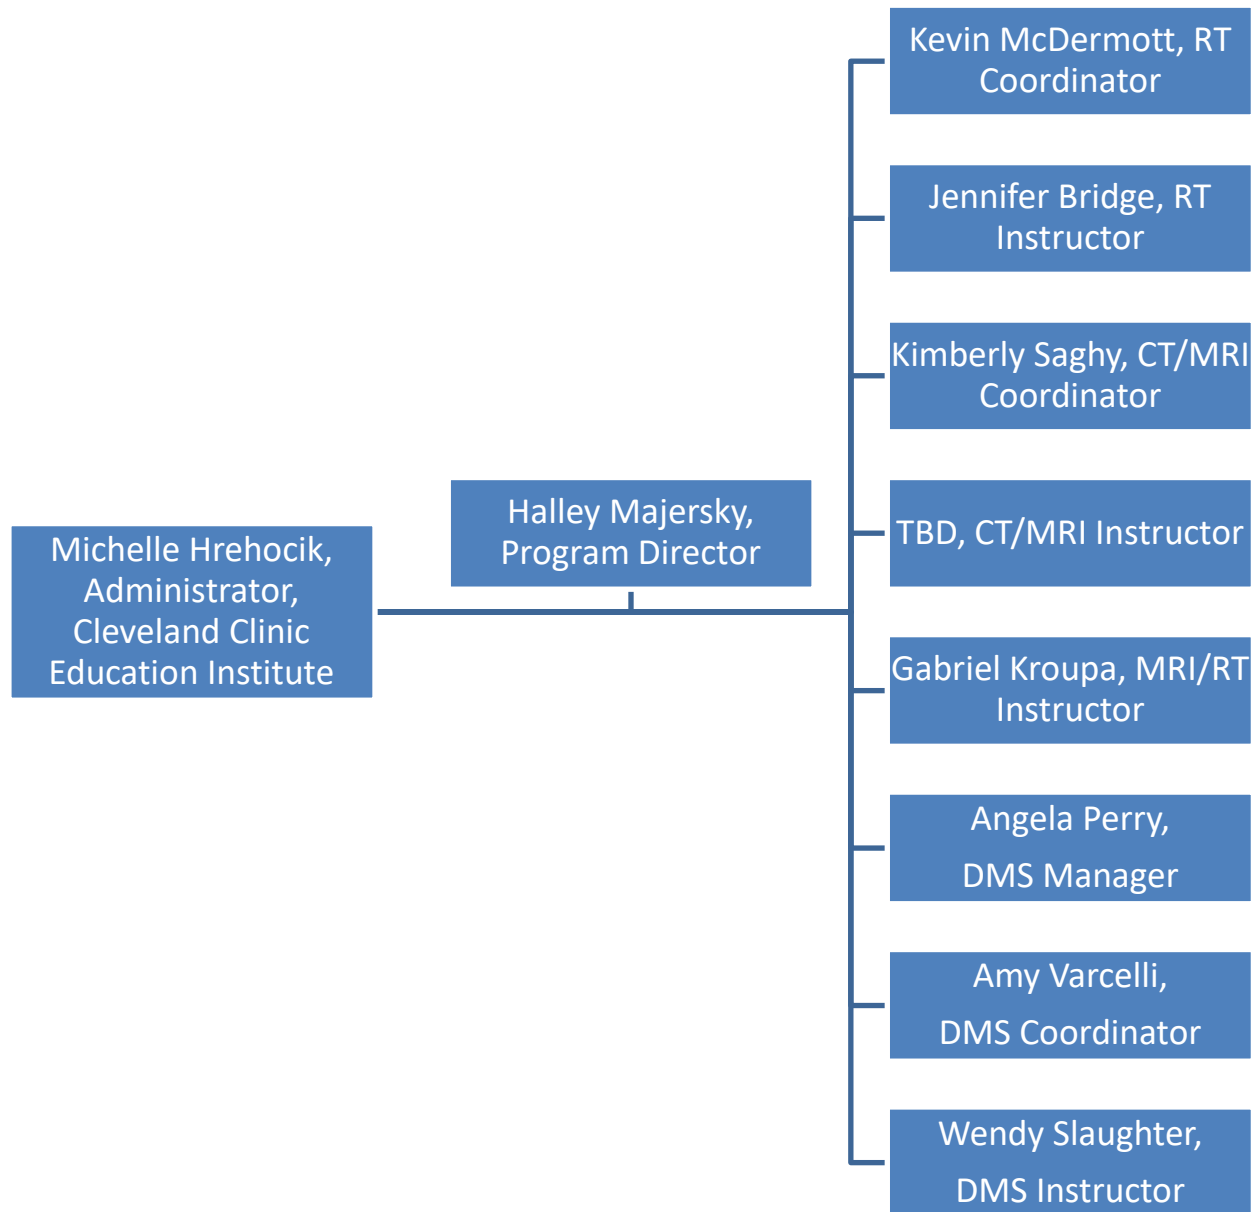 Michelle Hrehocik,
Administrator,
Cleveland Clinic
Education Institute
Halley Majersky,
Program Director
Kevin McDermott, RT
Coordinator
Jennifer Bridge, RT
Instructor
Kimberly Saghy, CT/MRI
Coordinator
TBD, CT/MRI Instructor
Gabriel Kroupa, MRI/RT
Instructor
Angela Perry,
DMS Manager
Amy Varcelli,
DMS Coordinator
Wendy Slaughter,
DMS Instructor